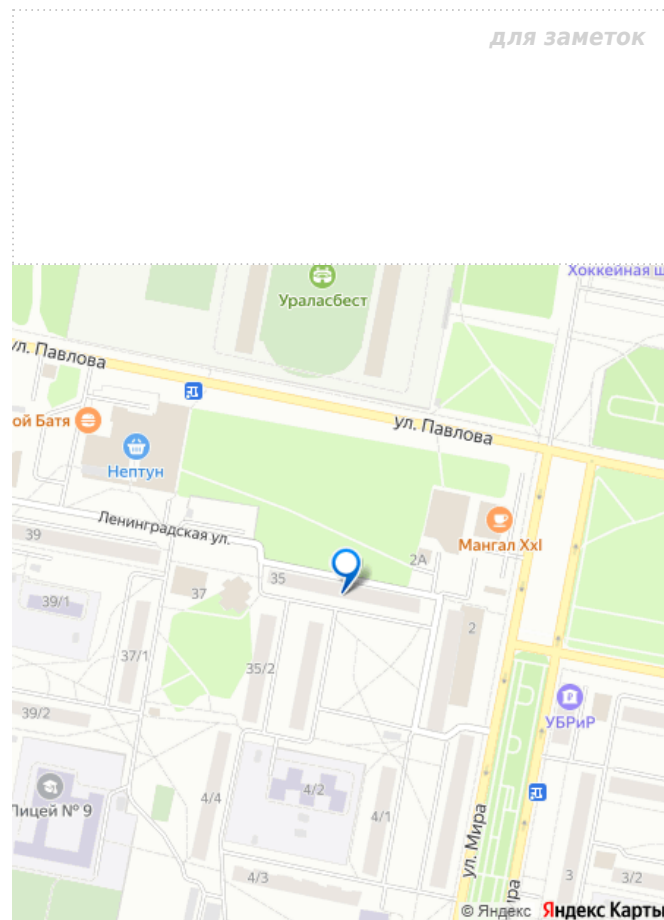 для заметок
Хоккейная ш
Ураласбест
ул. Павлова
ой Батя
ул. Павлова
Нептун
Ленинградская ул.
Мангал XxI
39
2А
35
37
39/1
2
37/1
35/2
39/2
УБРиР
4/4
4/2
Лицей № 9
4/1
ул. Мира
4/3
3
3/2
ира
© Яндекс Яндекс Карты